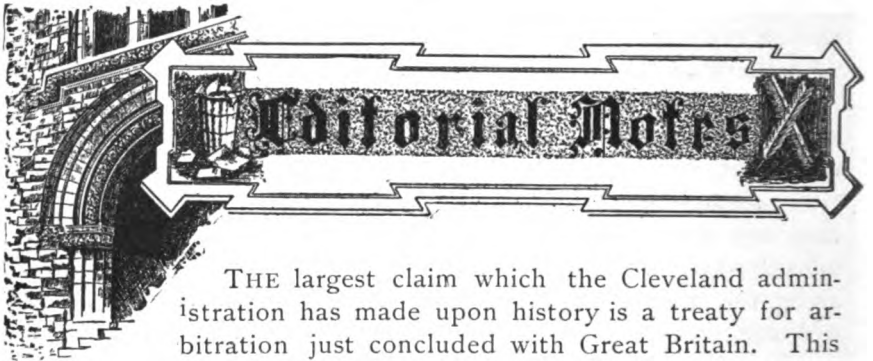 Editorial Notes
THE largest claim which the Cleveland admin-
istration has made upon history is a treaty for ar-
bitration just concluded with Great Britain. This